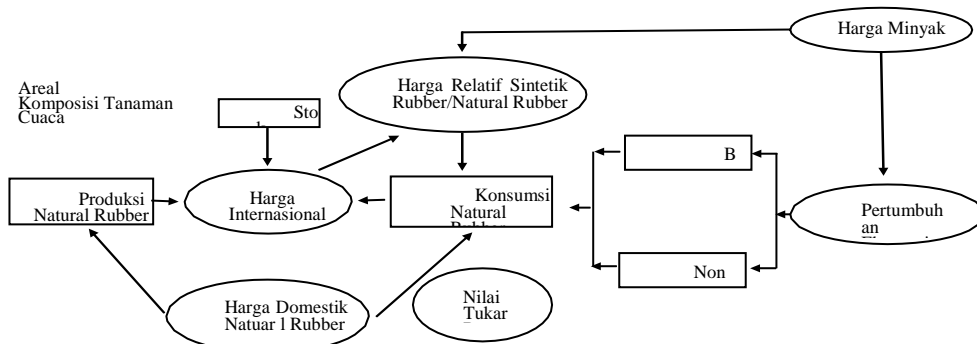 Harga Minyak
Harga Relatif Sintetik
Rubber/Natural Rubber
Areal
Komposisi Tanaman
Cuaca
Sto
B
Produksi
Natural Rubber
Harga
Internasional
Konsumsi
Natural
Pertumbuh
an
Non
Harga Domestik
Natuar l Rubber
Nilai
Tukar